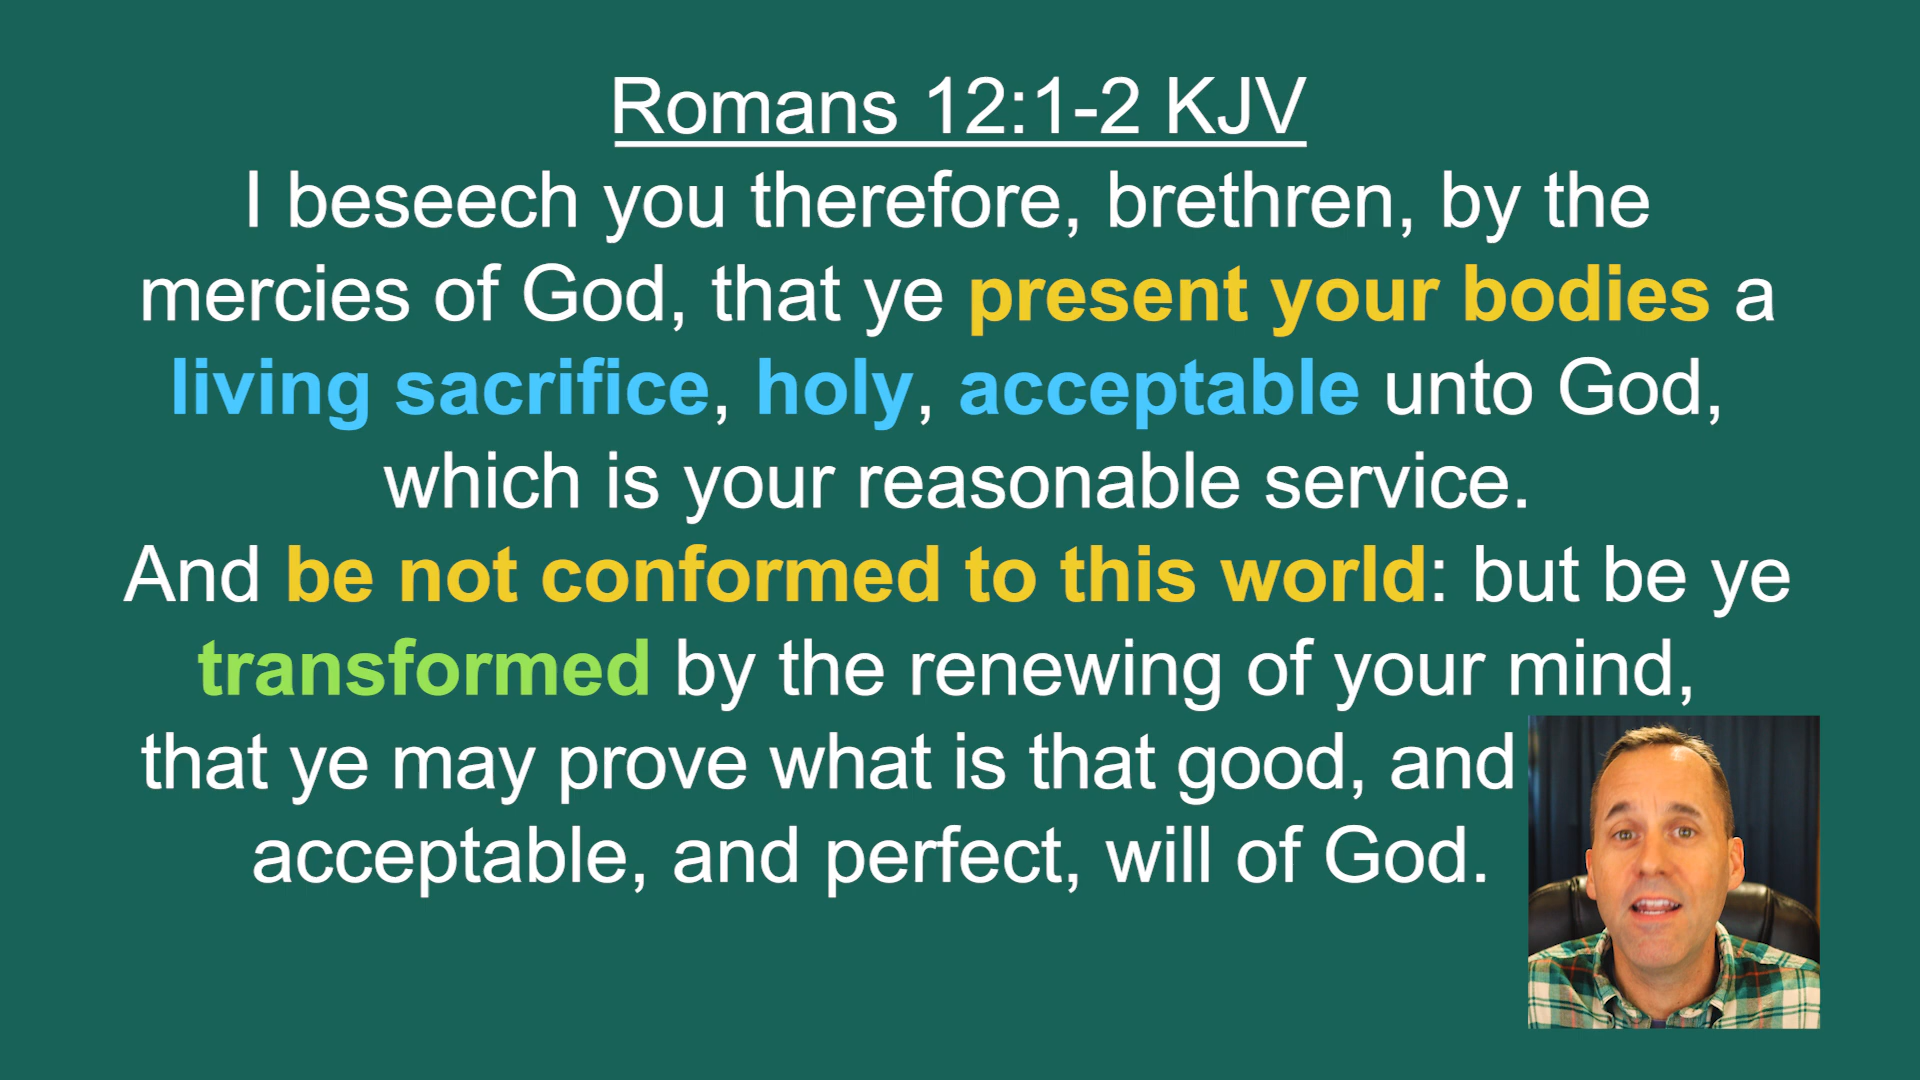 Romans 12:1-2 KJV
I beseech you therefore, brethren, by the
mercies of God, that ye present your bodies a
living sacrifice, holy, acceptable unto God,
which is your reasonable service.
And be not conformed to this world: but be ye
transformed by the renewing of your mind,
that ye may prove what is that good, and
acceptable, and perfect, will of God.